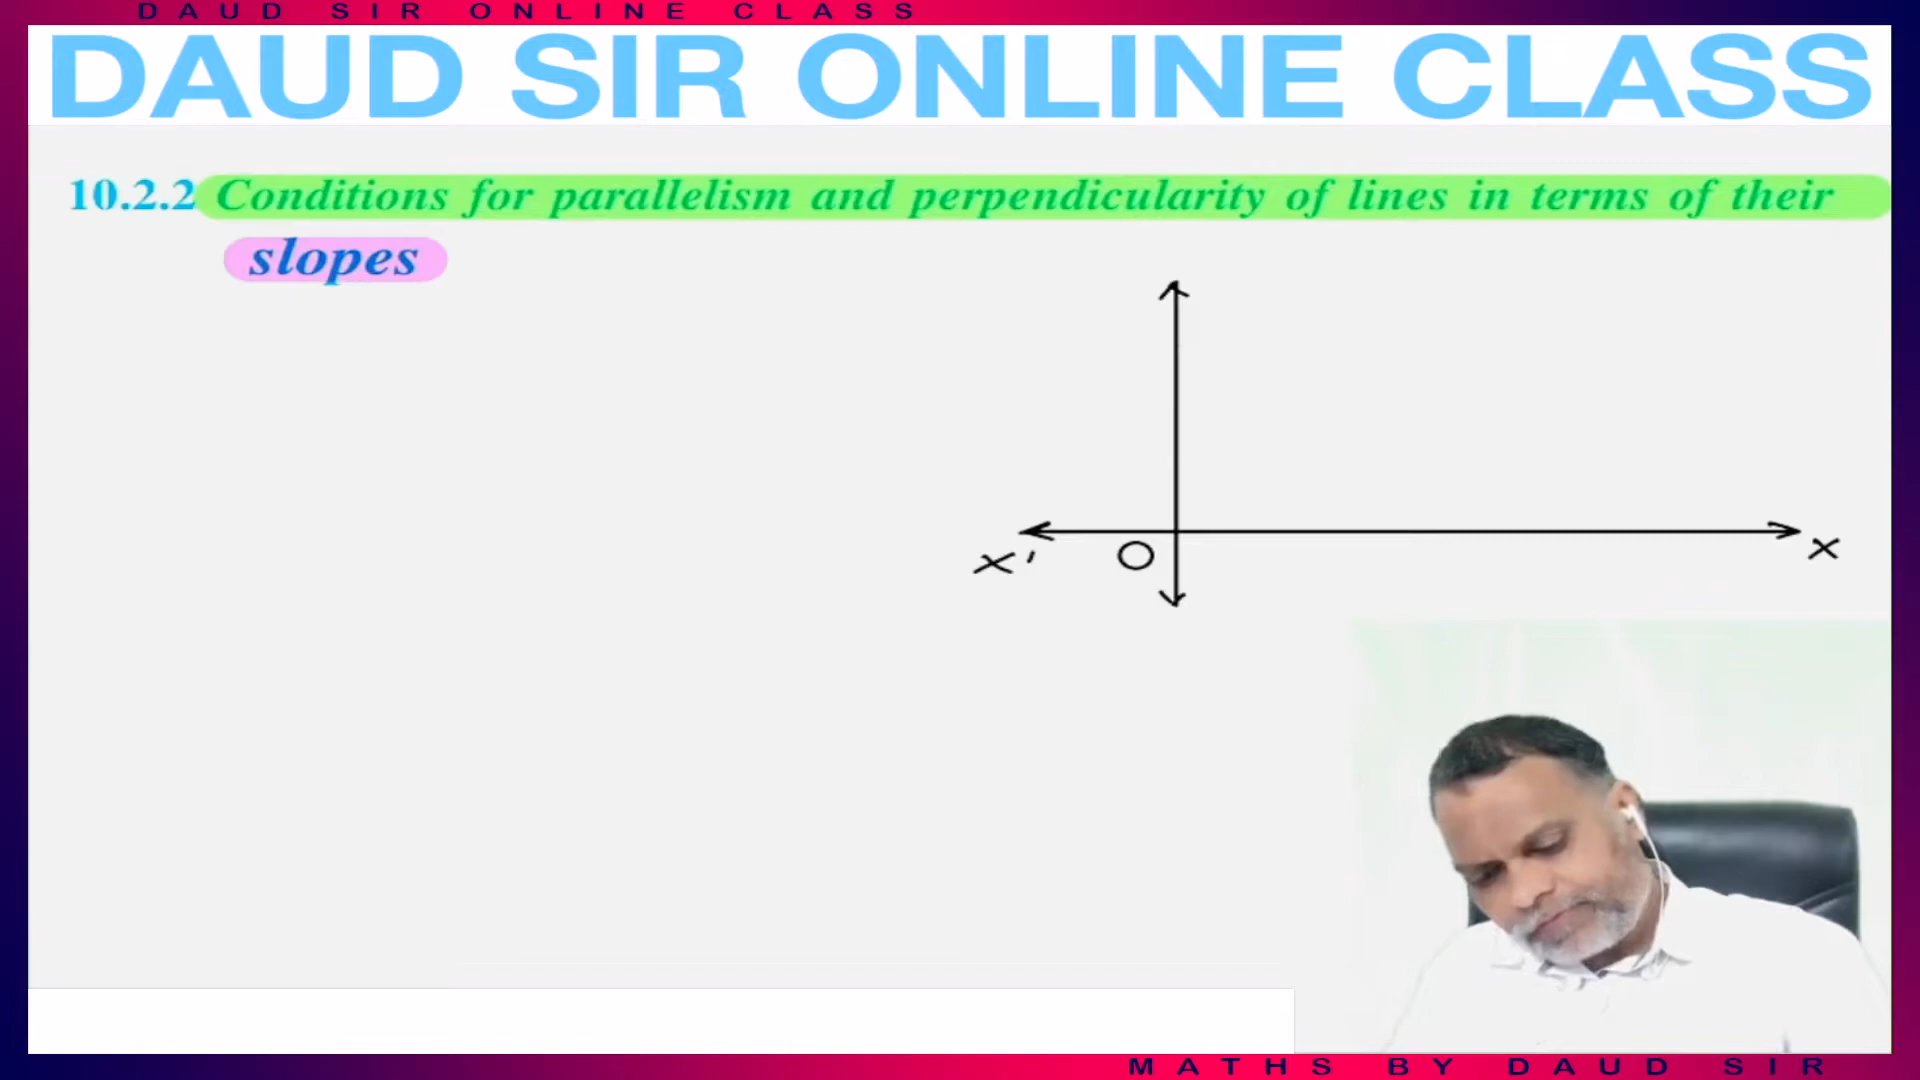 DAUD SIR ONLINE CLASS
DAUD SIR ONLINE CLASS
10.2.2 Conditions for parallelism and perpendicularity of lines in terms of their
slopes
X' O X
MATHS BY DAUD SIR